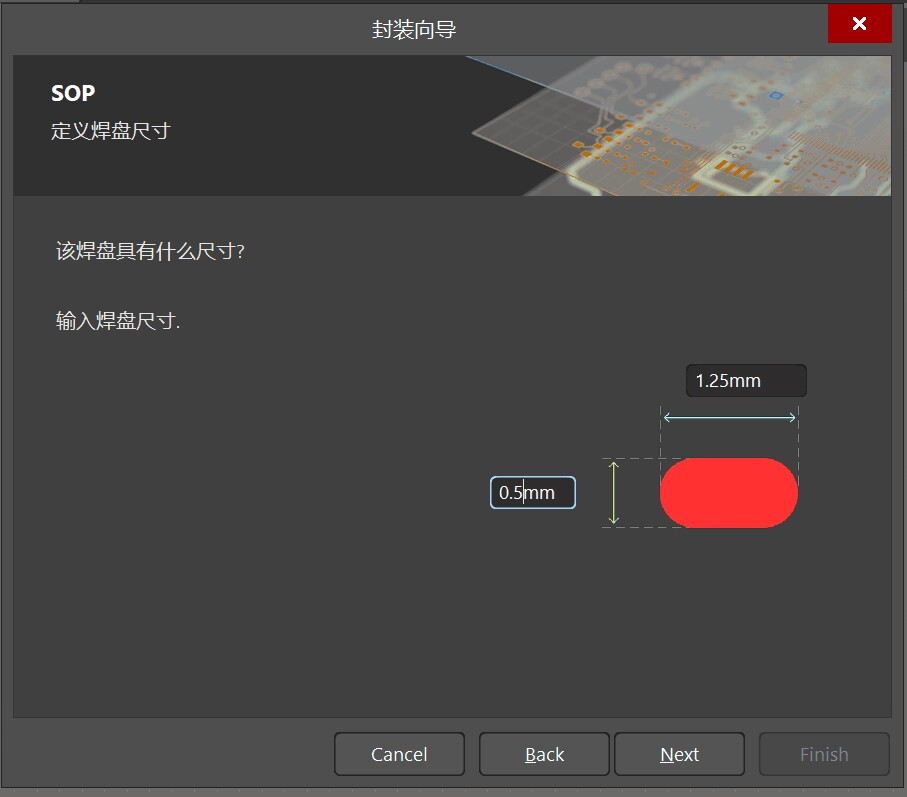 封装向导
SOP
定义焊盘尺寸
该焊盘具有什么尺寸?
输入焊盘尺寸.
1.25mm
0.5mm
Cancel
Back
Next
Finish